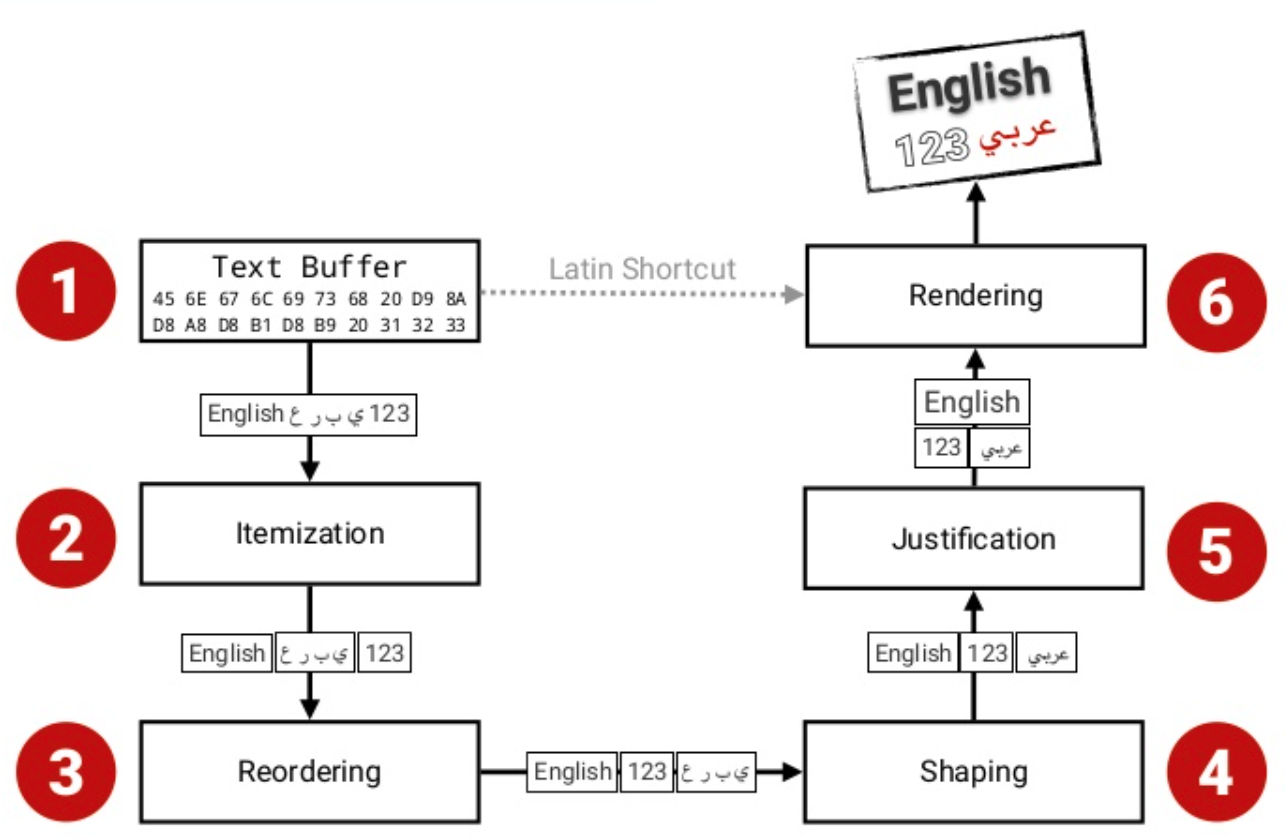 English
123 عربي
1
Text Buffer
45 6E 67 6C 69 73 68 20 D9 8A
D8 A8 D8 B1 D8 B9 20 31 32 33
Latin Shortcut
Rendering
6
English ي ب ر ع 123
English
123 عربي
2
Itemization
Justification
5
English ي ب ر ع 123
English 123 عربي
3
Reordering
English 123 ي ب ر ع
Shaping
4